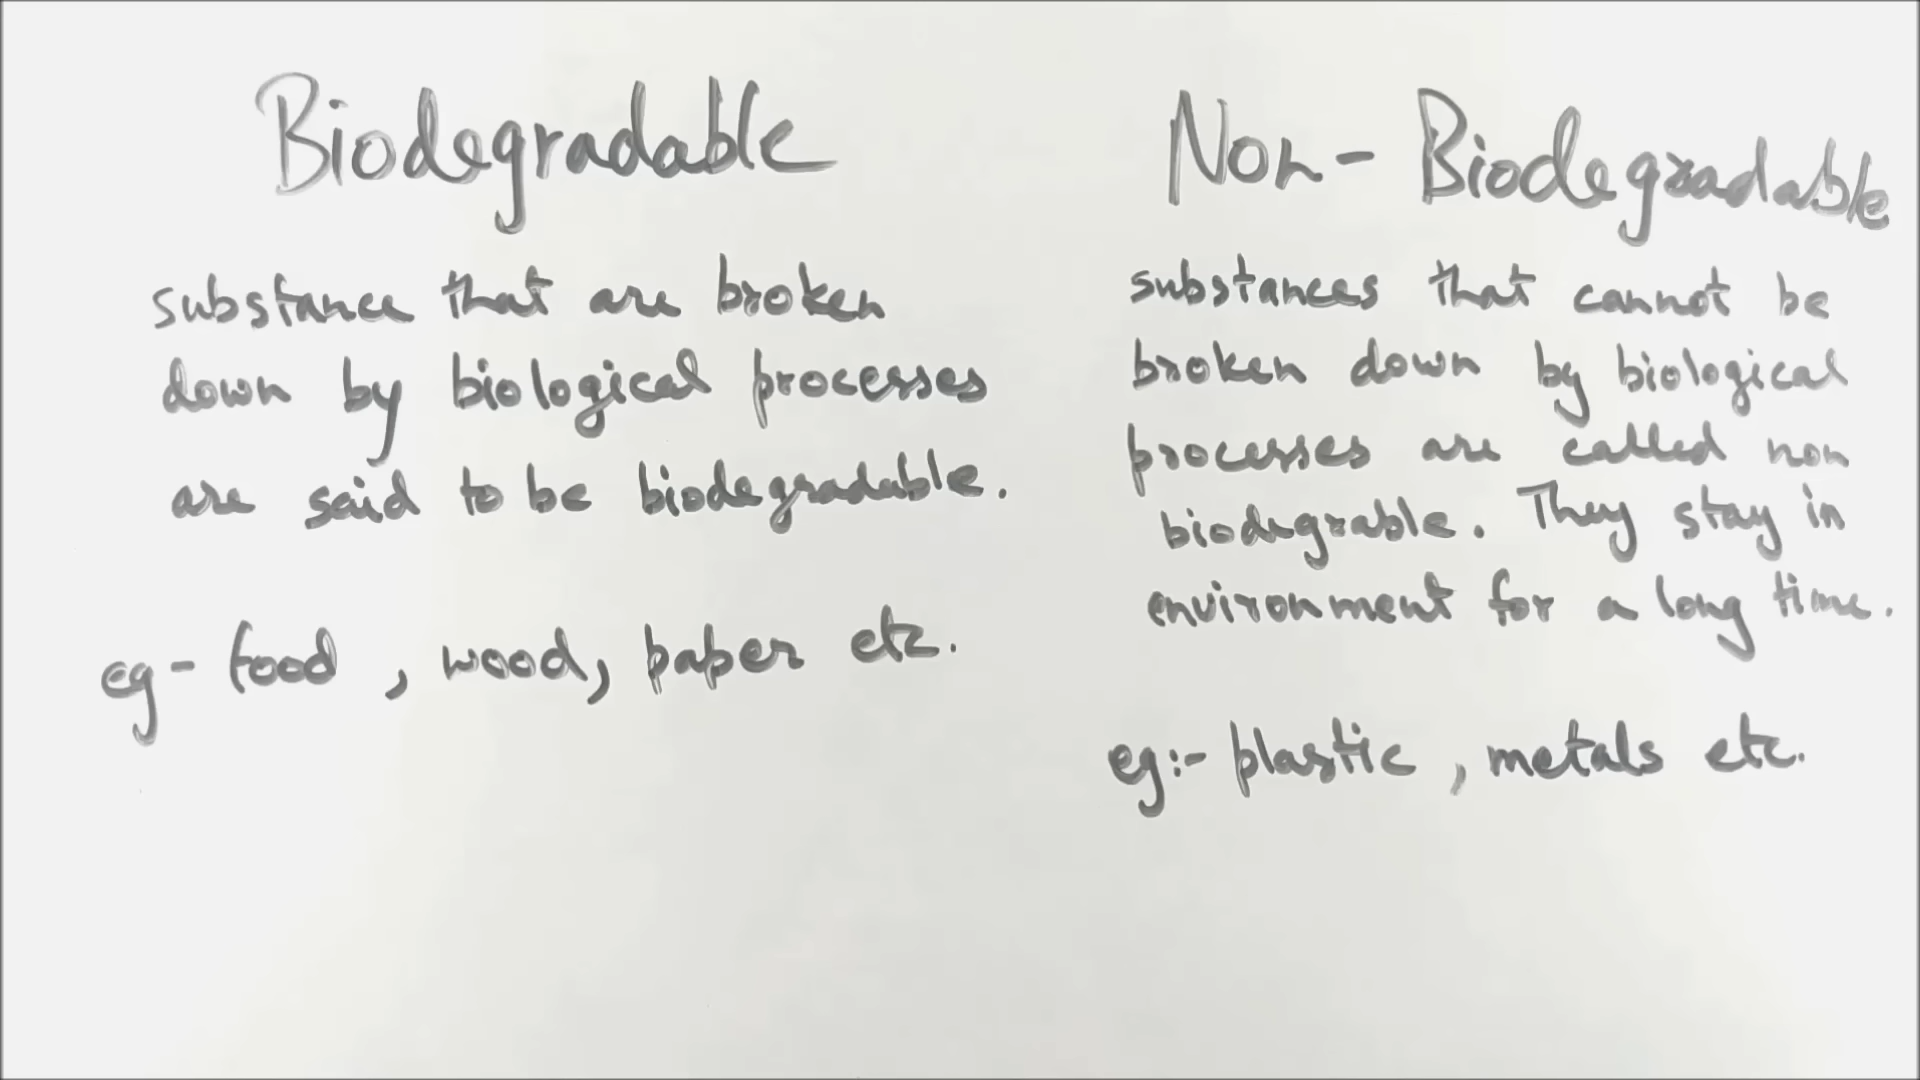 Biodegradable
substance that are broken
down by biological processes
are said to be biodegradable.
eg - food , wood, paper etc.
Non - Biodegradable
substances that cannot be
broken down by biological
processes are called non
biodegrable. They stay in
environment for a long time.
eg:- plastic , metals etc.